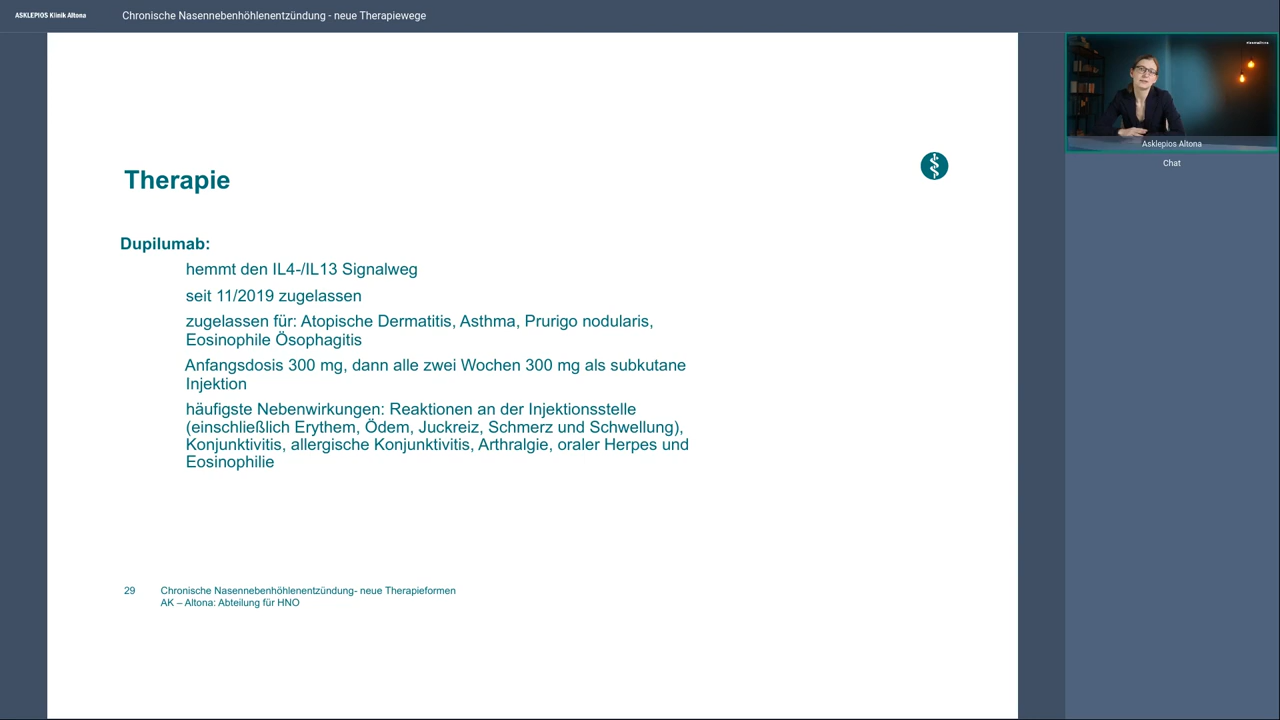 ASKLEPIOS Klinik Altona
Chronische Nasennebenhöhlenentzündung - neue Therapiewege
Therapie
Dupilumab:
hemmt den IL4-/IL13 Signalweg
seit 11/2019 zugelassen
zugelassen für: Atopische Dermatitis, Asthma, Prurigo nodularis,
Eosinophile Ösophagitis
Anfangsdosis 300 mg, dann alle zwei Wochen 300 mg als subkutane
Injektion
häufigste Nebenwirkungen: Reaktionen an der Injektionsstelle
(einschließlich Erythem, Ödem, Juckreiz, Schmerz und Schwellung),
Konjunktivitis, allergische Konjunktivitis, Arthralgie, oraler Herpes und
Eosinophilie
29 Chronische Nasennebenhöhlenentzündung- neue Therapieformen
AK – Altona: Abteilung für HNO
Asklepios Altona
Chat